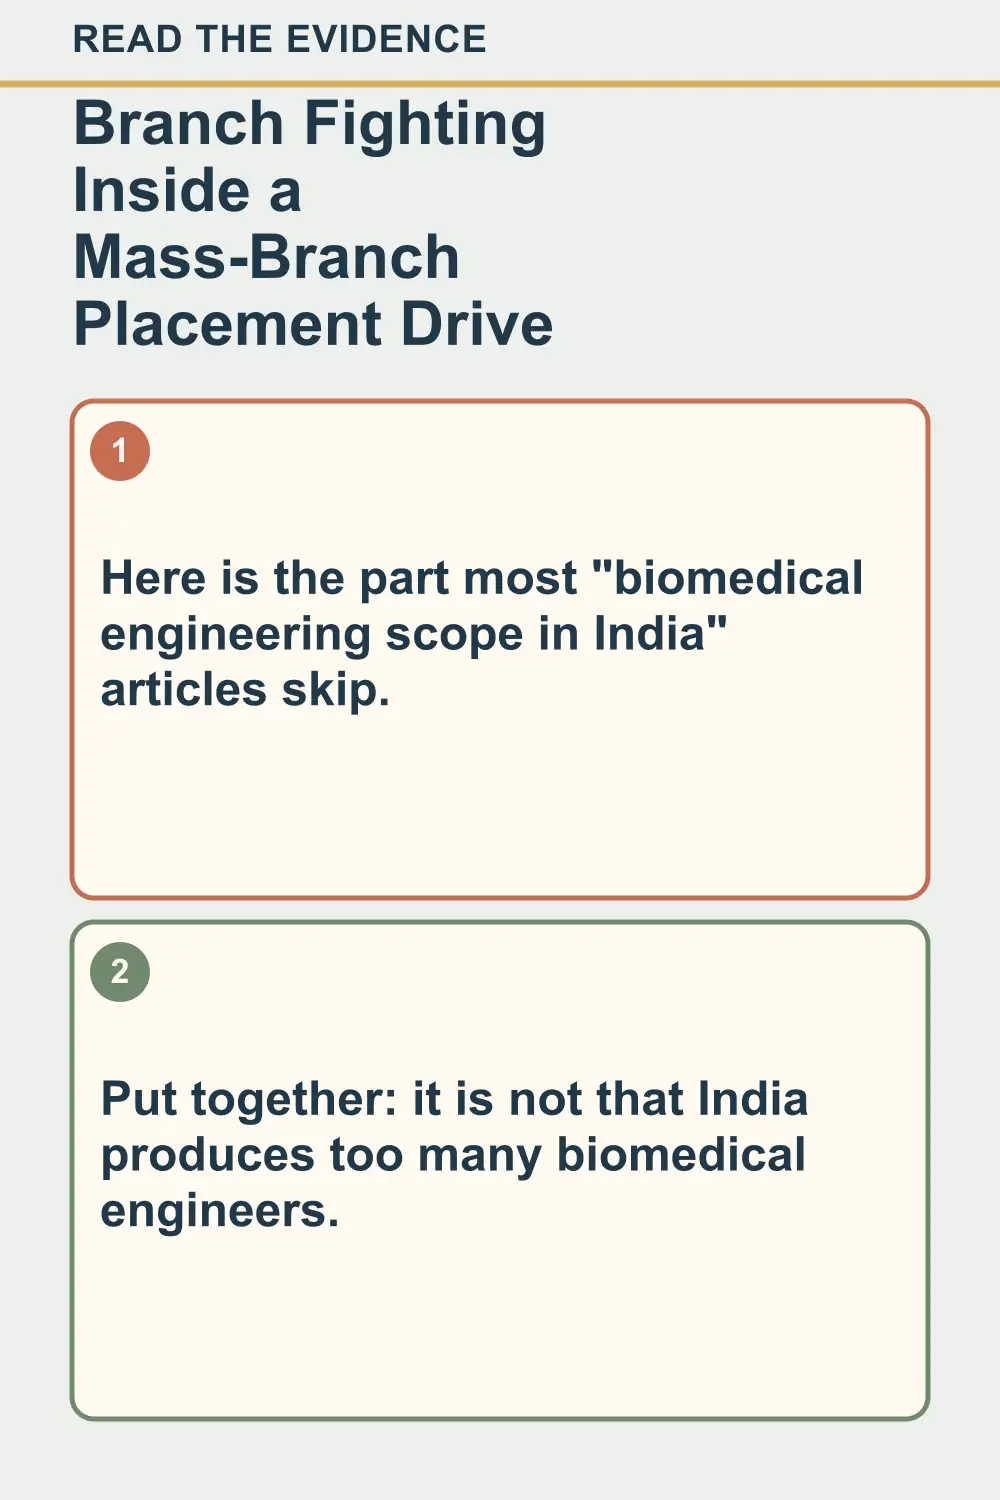 READ THE EVIDENCE
Branch Fighting
Inside a
Mass-Branch
Placement Drive
1
Here is the part most "biomedical
engineering scope in India"
articles skip.
2
Put together: it is not that India
produces too many biomedical
engineers.